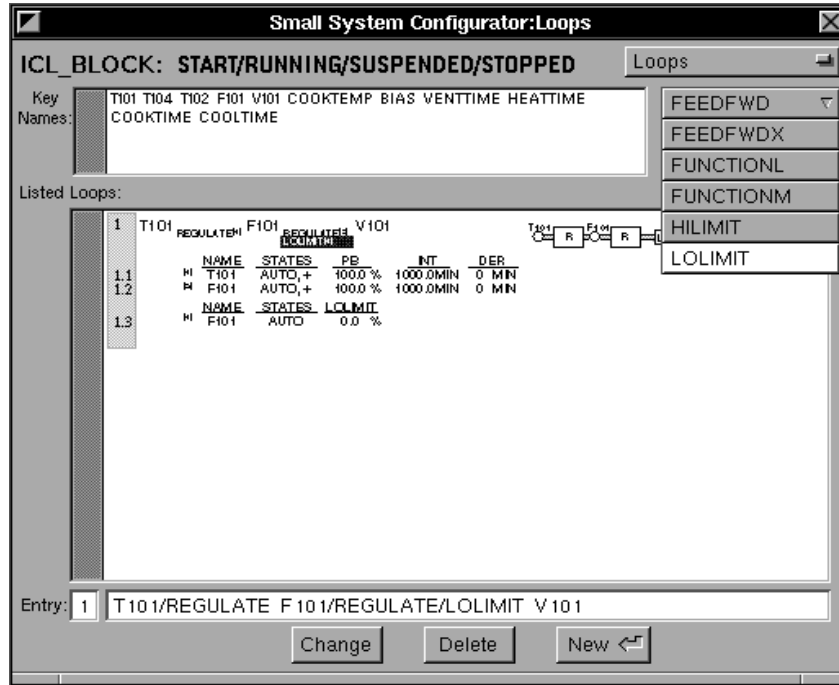 Small System Configurator:Loops
ICL_BLOCK: START/RUNNING/SUSPENDED/STOPPED
Loops
Key Names:
T101 T104 T102 F101 V101 COOKTEMP BIAS VENTTIME HEATTIME
COOKTIME COOLTIME
FEEDFWD
FEEDFWDX
FUNCTIONL
FUNCTIONM
HILIMIT
LOLIMIT
Listed Loops:
1 T101 REGULATE F101 REGULATE V101
LOLIMIT
T101 R F101 R L
NAME STATES PB INT DER
1.1 T101 AUTO,+ 100.0 % 1000.0MIN 0 MIN
1.2 F101 AUTO,+ 100.0 % 1000.0MIN 0 MIN
NAME STATES LOLIMIT
1.3 F101 AUTO 0.0 %
Entry: 1 T101/REGULATE F101/REGULATE/LOLIMIT V101
Change Delete New